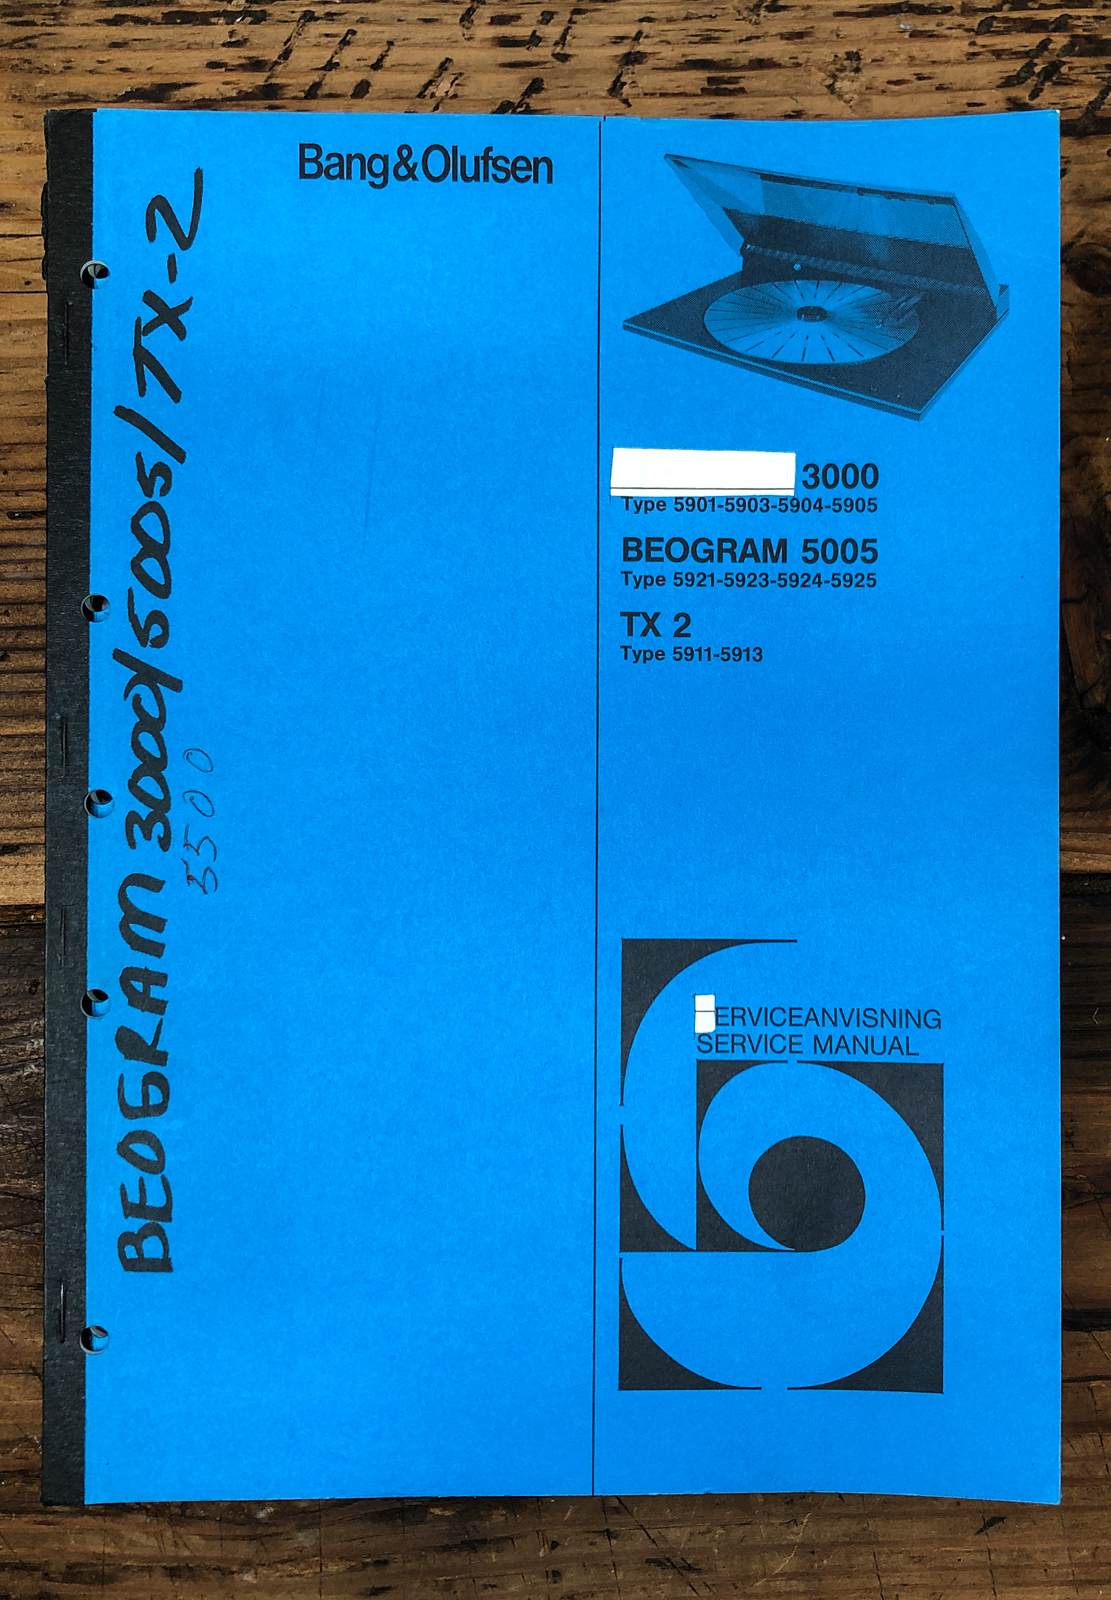 BEOGRAM 3000/5005/TX-2
5500
Bang&Olufsen
3000
Type 5901-5903-5904-5905
BEOGRAM 5005
Type 5921-5923-5924-5925
TX 2
Type 5911-5913
ERVICEANVISNING
SERVICE MANUAL